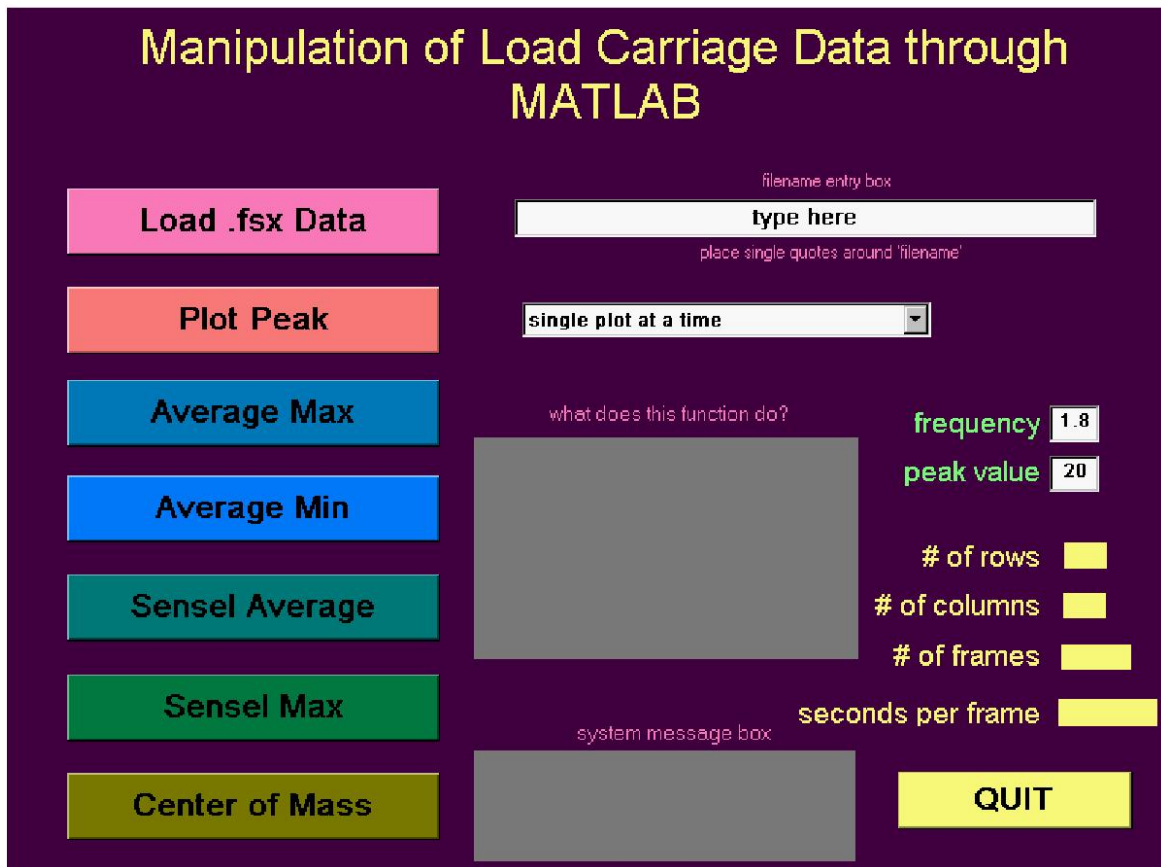 Manipulation of Load Carriage Data through
MATLAB
Load .fsx Data
filename entry box
type here
place single quotes around 'filename'
Plot Peak
single plot at a time
Average Max
what does this function do?
frequency 1.8
peak value 20
Average Min
# of rows
Sensel Average
# of columns
# of frames
Sensel Max
seconds per frame
system message box
Center of Mass
QUIT